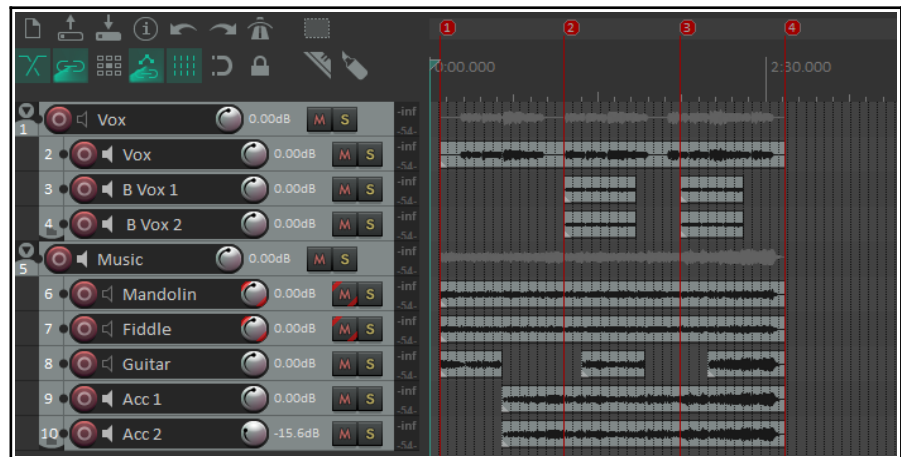 1 2 3 4
0:00.000 2:30.000
1 Vox 0.00dB M S -inf -54-
2 Vox 0.00dB M S -inf -54-
3 B Vox 1 0.00dB M S -inf -54-
4 B Vox 2 0.00dB M S -inf -54-
5 Music 0.00dB M S -inf -54-
6 Mandolin 0.00dB M S -inf -54-
7 Fiddle 0.00dB M S -inf -54-
8 Guitar 0.00dB M S -inf -54-
9 Acc 1 0.00dB M S -inf -54-
10 Acc 2 -15.6dB M S -inf -54-